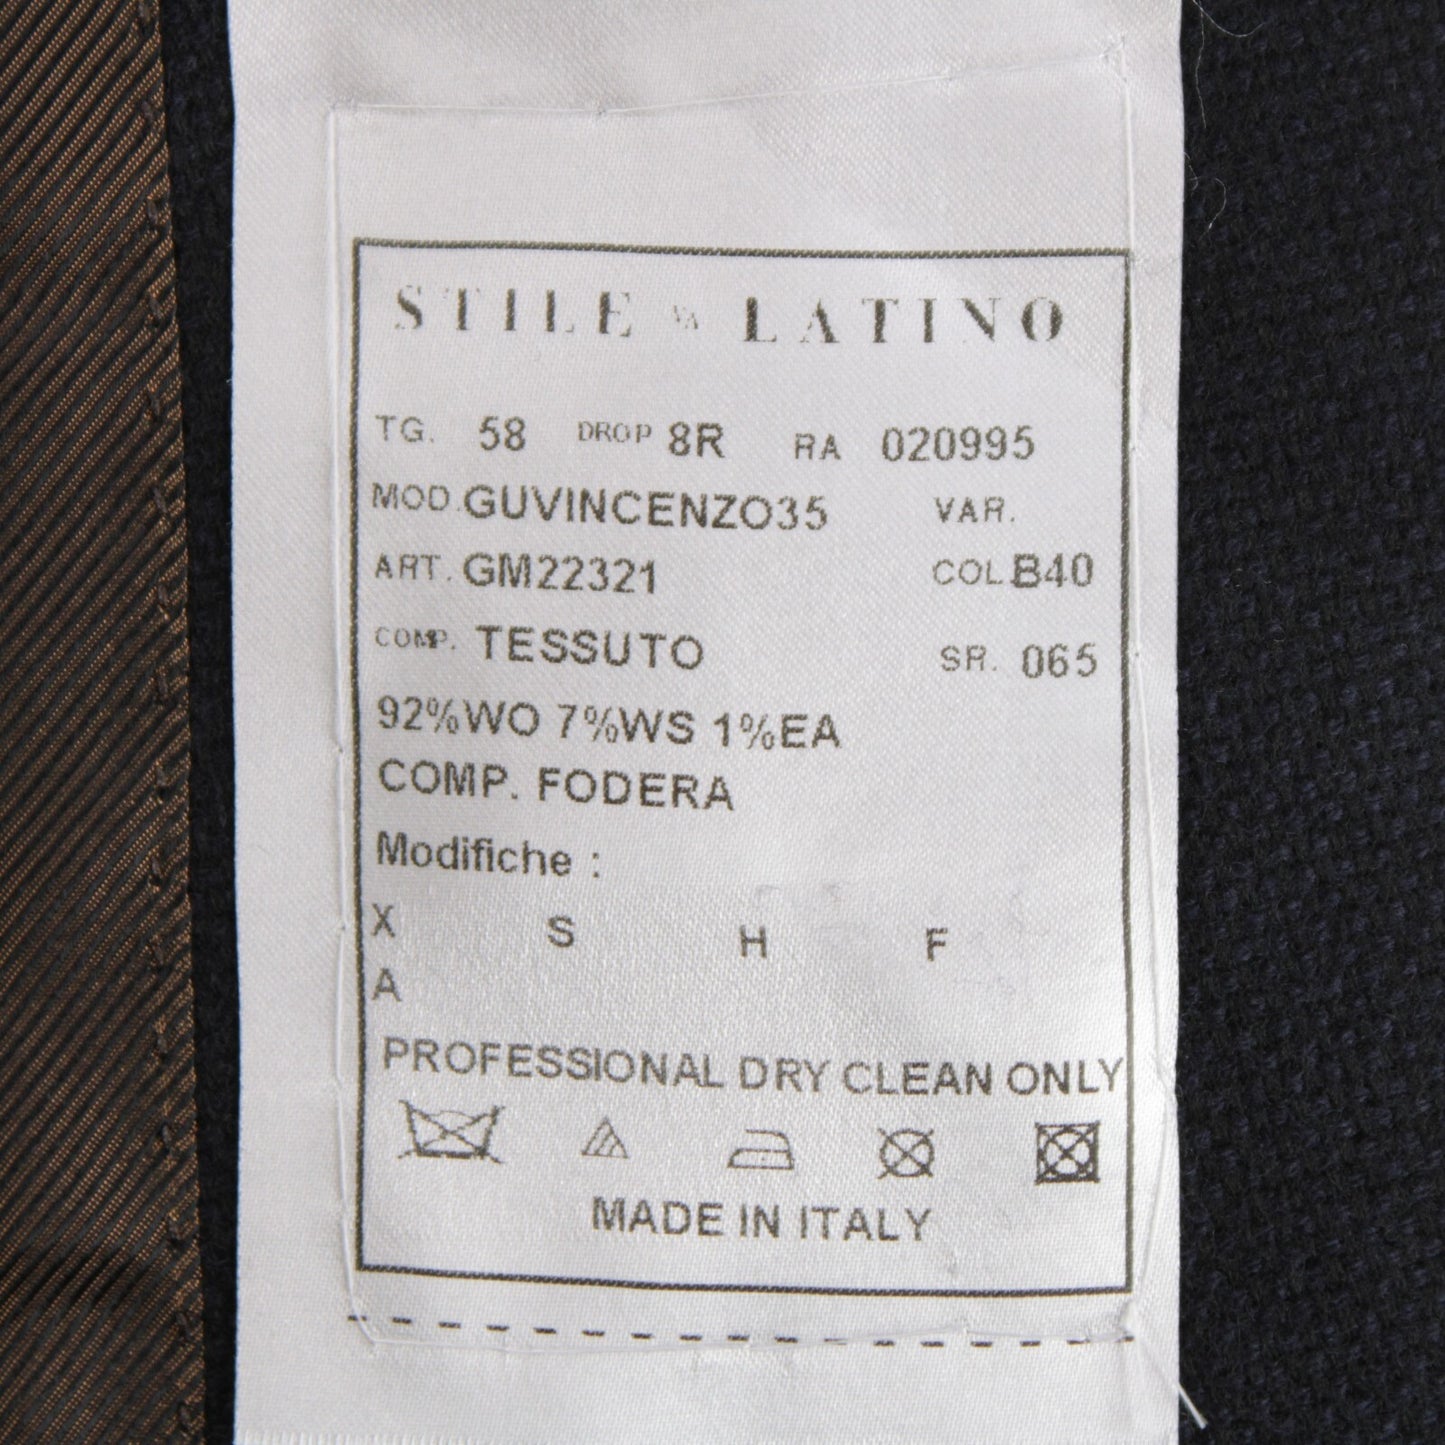 STILE LATINO
TG. 58 DROP 8R RA 020995
MOD. GUVINCENZO35 VAR.
ART. GM22321 COL. B40
COMP. TESSUTO SR. 065
92%WO 7%WS 1%EA
COMP. FODERA
Modifiche :
X S H F
A
PROFESSIONAL DRY CLEAN ONLY
MADE IN ITALY